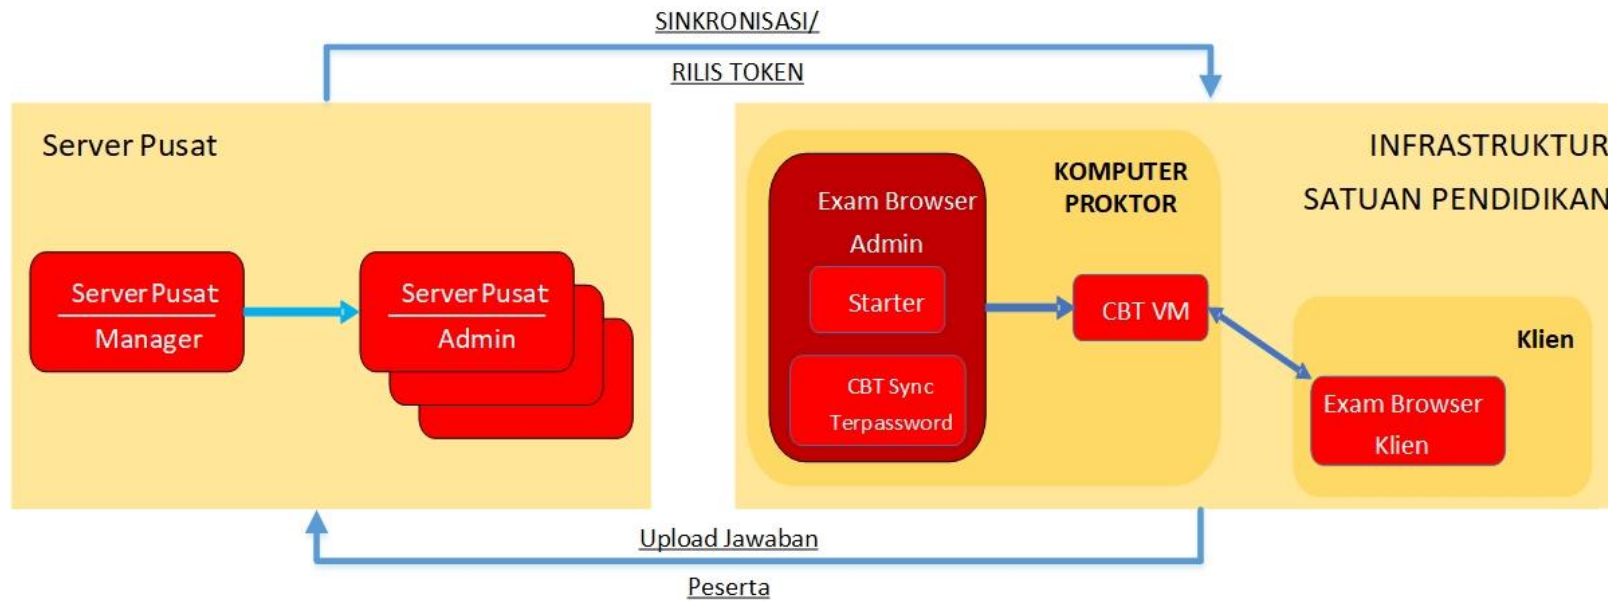 SINKRONISASI/
RILIS TOKEN
Server Pusat
Server Pusat
Manager
Server Pusat
Admin
INFRASTRUKTUR
SATUAN PENDIDIKAN
KOMPUTER
PROKTOR
Exam Browser
Admin
Starter
CBT Sync
Terpassword
CBT VM
Klien
Exam Browser
Klien
Upload Jawaban
Peserta